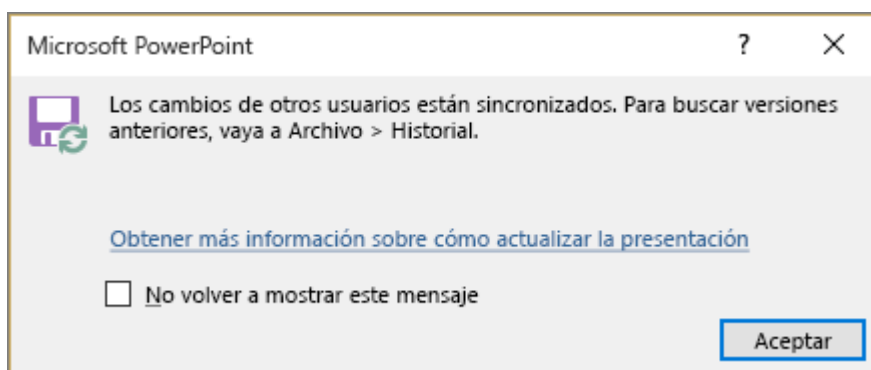 Microsoft PowerPoint
?
Los cambios de otros usuarios están sincronizados. Para buscar versiones
anteriores, vaya a Archivo > Historial.
Obtener más información sobre cómo actualizar la presentación
No volver a mostrar este mensaje
Aceptar